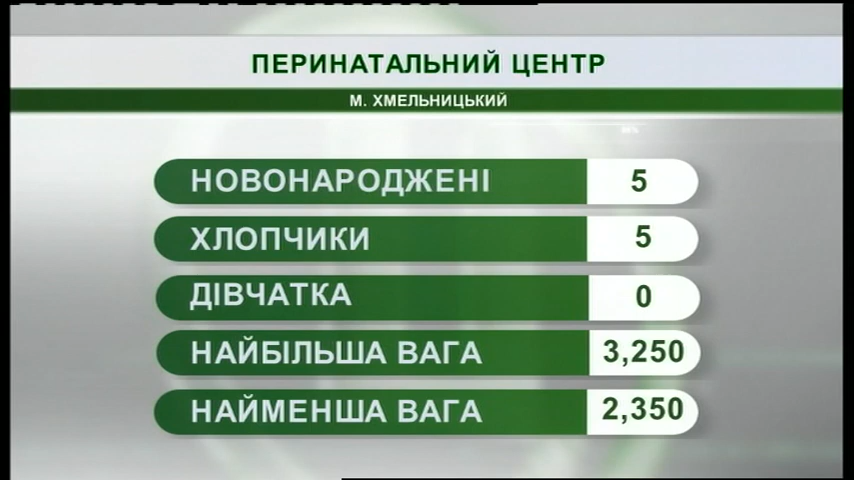 ПЕРИНАТАЛЬНИЙ ЦЕНТР
М. ХМЕЛЬНИЦЬКИЙ
НОВОНАРОДЖЕНІ 5
ХЛОПЧИКИ 5
ДІВЧАТКА 0
НАЙБІЛЬША ВАГА 3,250
НАЙМЕНША ВАГА 2,350